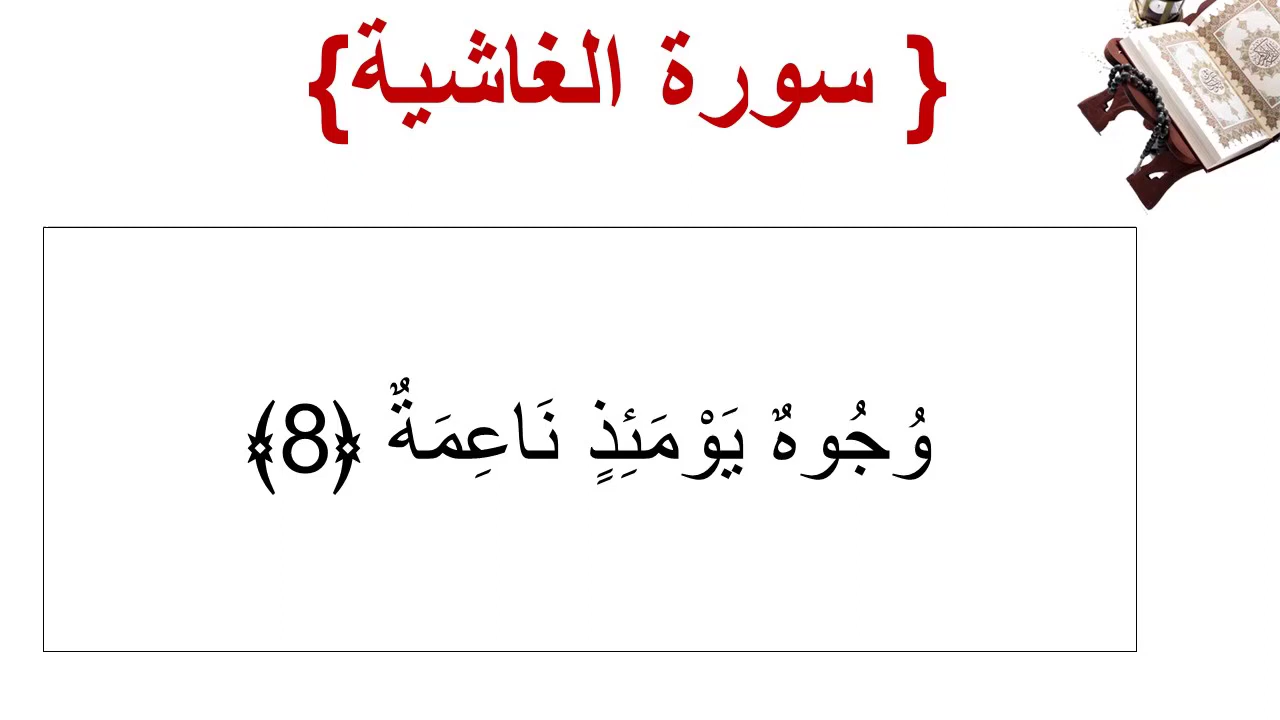 { سورة الغاشية}
وُجُوهٌ يَوْمَئِذٍ نَاعِمَةٌ ﴿8﴾